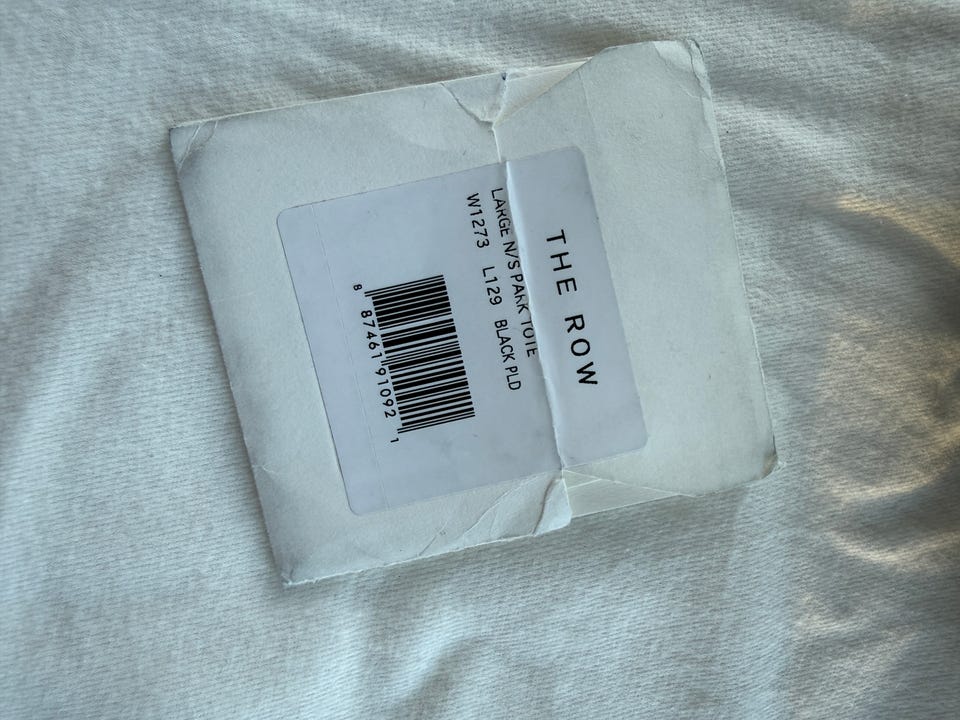 THE ROW
LARGE N/S PARK TOTE
W1273 L129 BLACK PLD
8 87461 91092 1